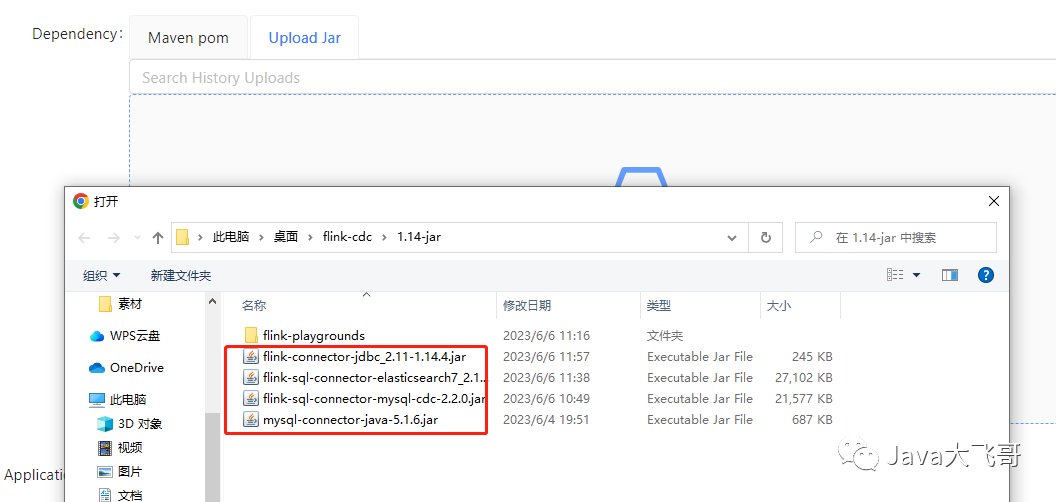 Dependency:
Maven pom
Upload Jar
Search History Uploads
打开
此电脑 > 桌面 > flink-cdc > 1.14-jar
在 1.14-jar 中搜索
组织
新建文件夹
素材
WPS云盘
OneDrive
此电脑
3D 对象
视频
图片
文档
名称 修改日期 类型 大小
flink-playgrounds 2023/6/6 11:16 文件夹
flink-connector-jdbc_2.11-1.14.4.jar 2023/6/6 11:57 Executable Jar File 245 KB
flink-sql-connector-elasticsearch7_2.1... 2023/6/6 11:38 Executable Jar File 27,102 KB
flink-sql-connector-mysql-cdc-2.2.0.jar 2023/6/6 10:49 Executable Jar File 21,577 KB
mysql-connector-java-5.1.6.jar 2023/6/4 19:51 Executable Jar File 687 KB
Java大飞哥